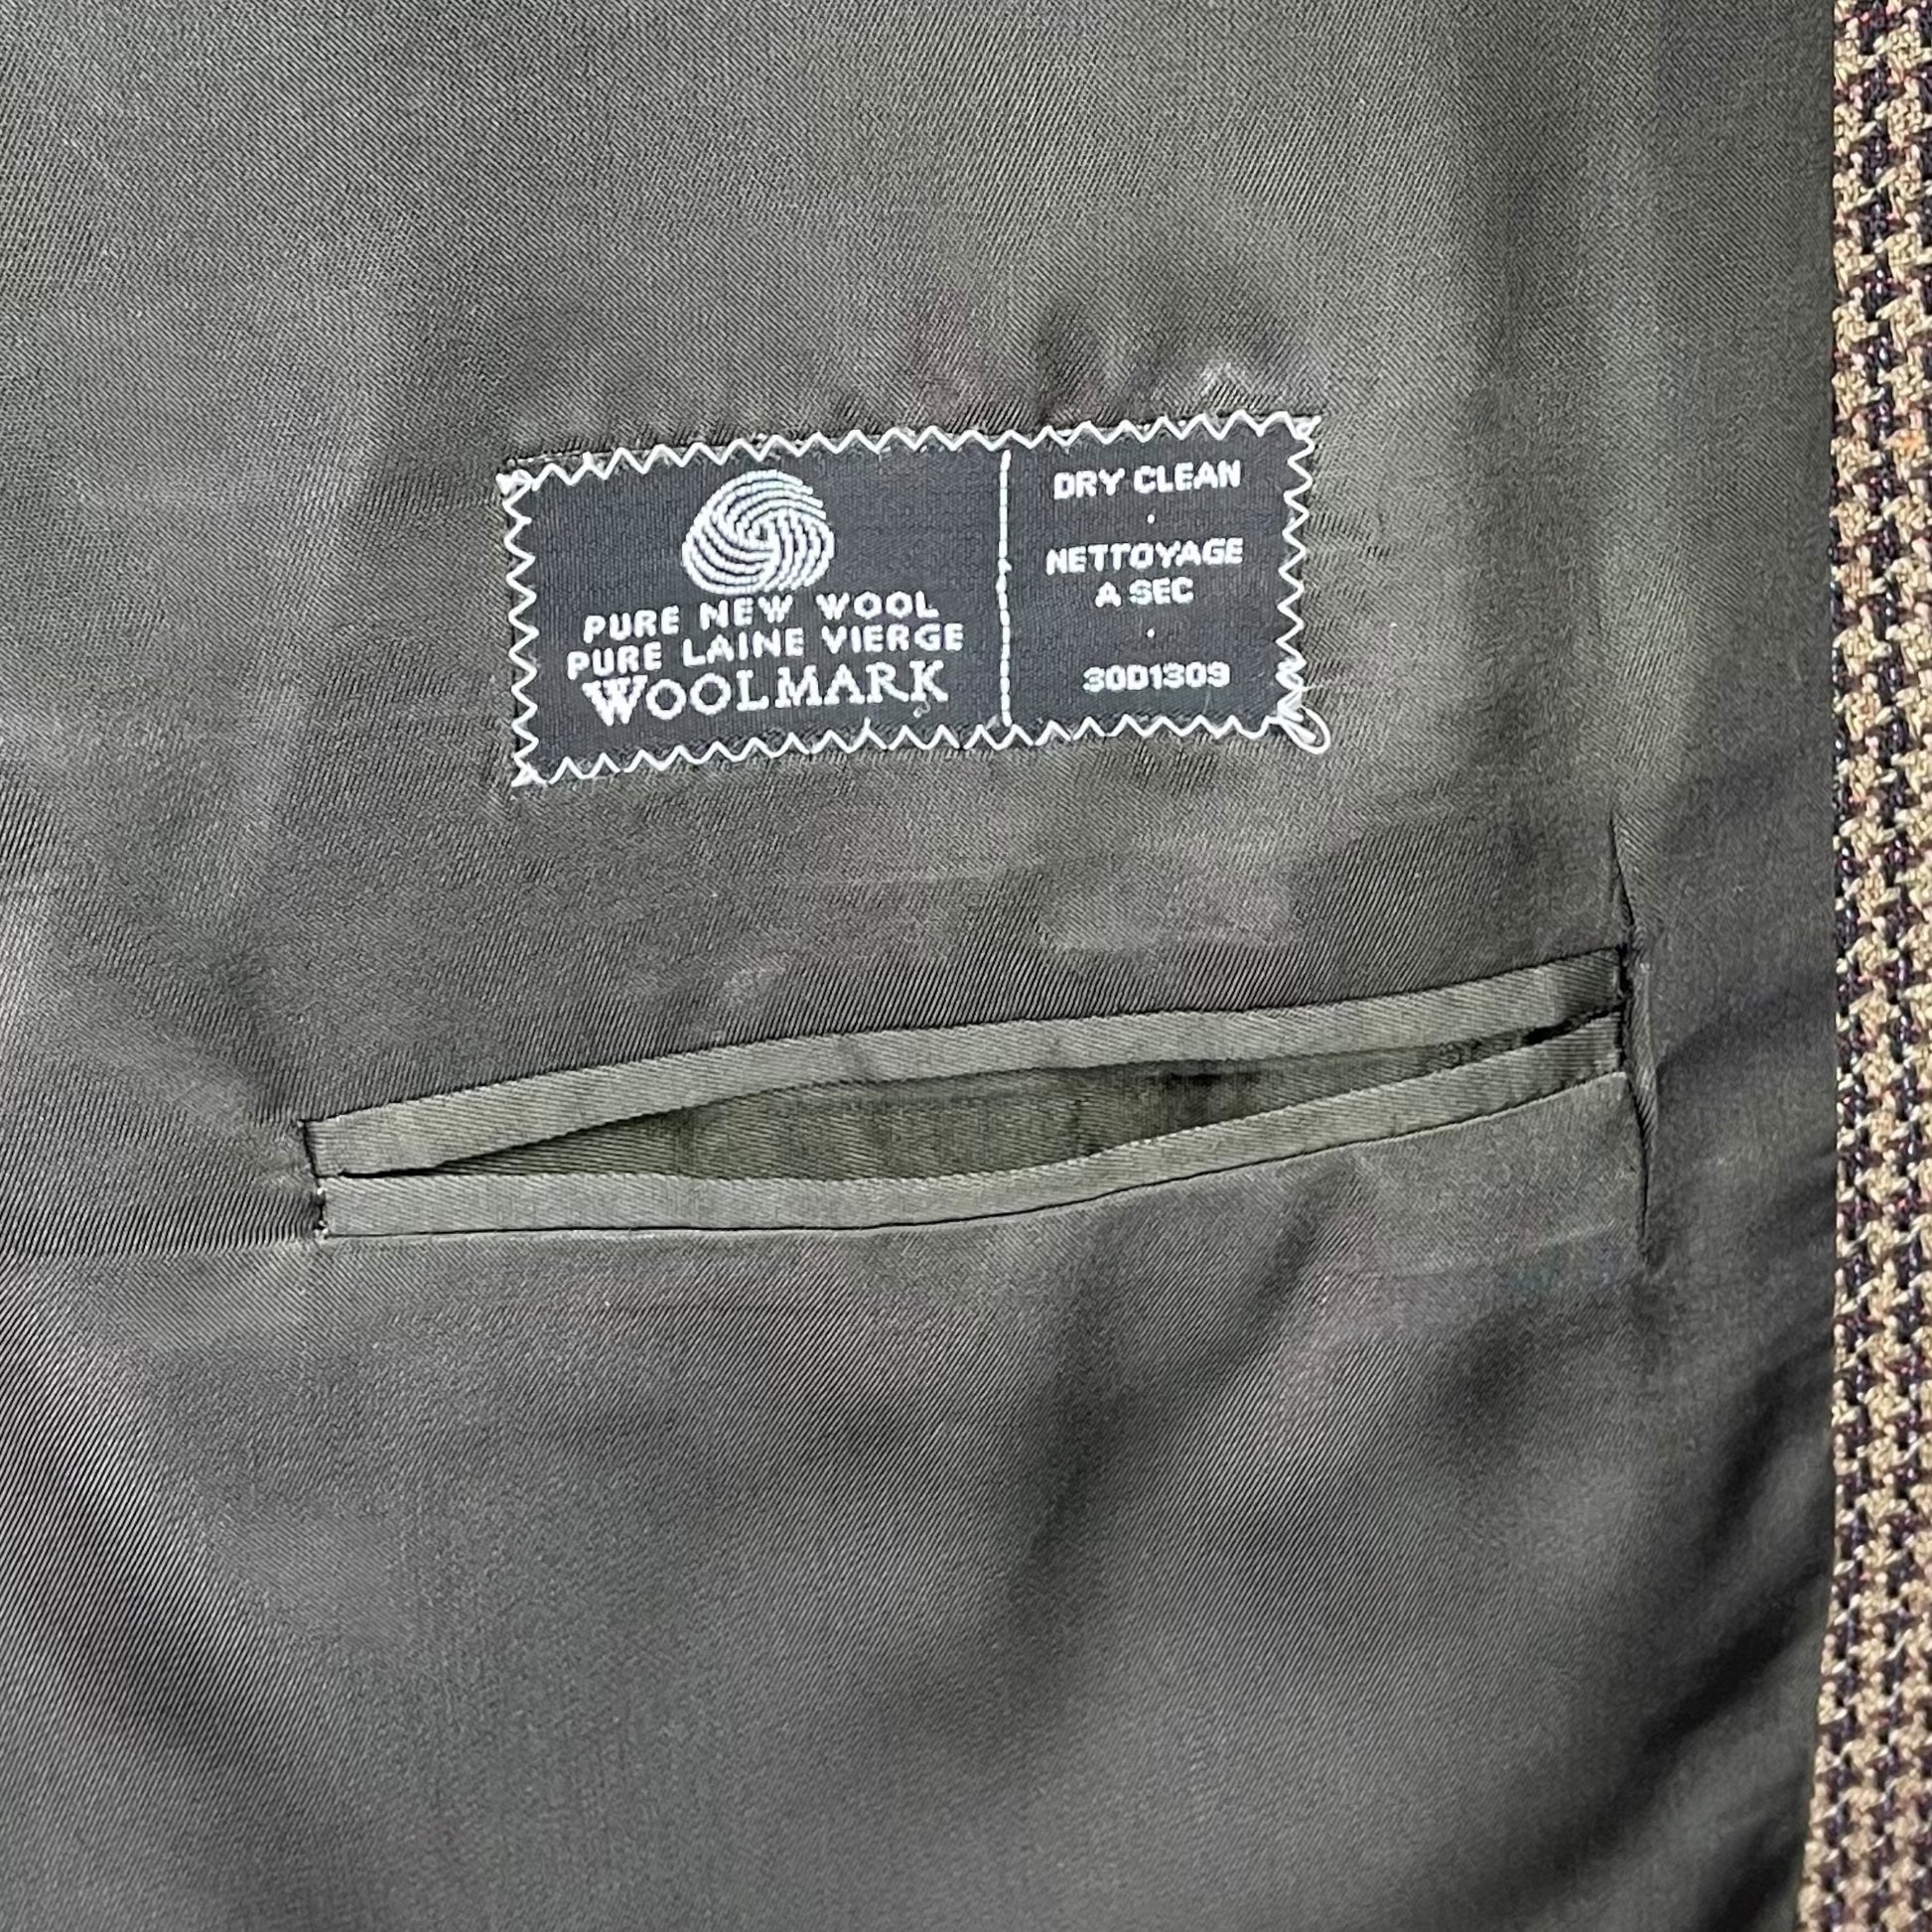 PURE NEW WOOL
PURE LAINE VIERGE
WOOLMARK
DRY CLEAN
·
NETTOYAGE
A SEC
·
30D1309